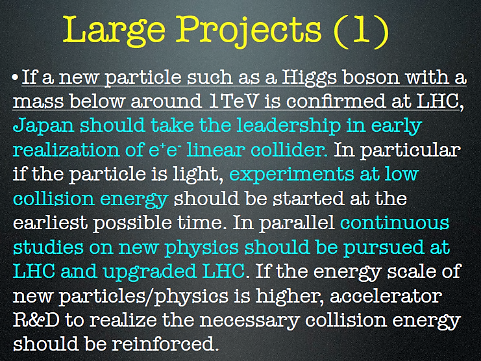 Large Projects (1)
•If a new particle such as a Higgs boson with a
mass below around 1TeV is confirmed at LHC,
Japan should take the leadership in early
realization of e⁺e⁻ linear collider. In particular
if the particle is light, experiments at low
collision energy should be started at the
earliest possible time. In parallel continuous
studies on new physics should be pursued at
LHC and upgraded LHC. If the energy scale of
new particles/physics is higher, accelerator
R&D to realize the necessary collision energy
should be reinforced.